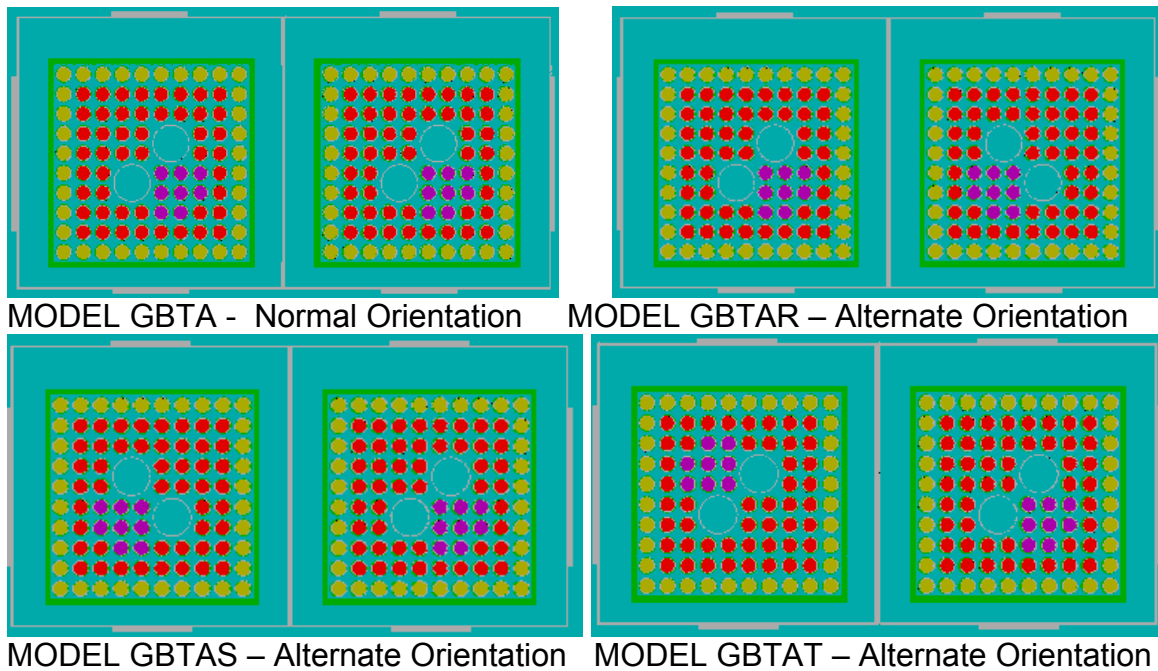 MODEL GBTA - Normal Orientation
MODEL GBTAR – Alternate Orientation
MODEL GBTAS – Alternate Orientation
MODEL GBTAT – Alternate Orientation